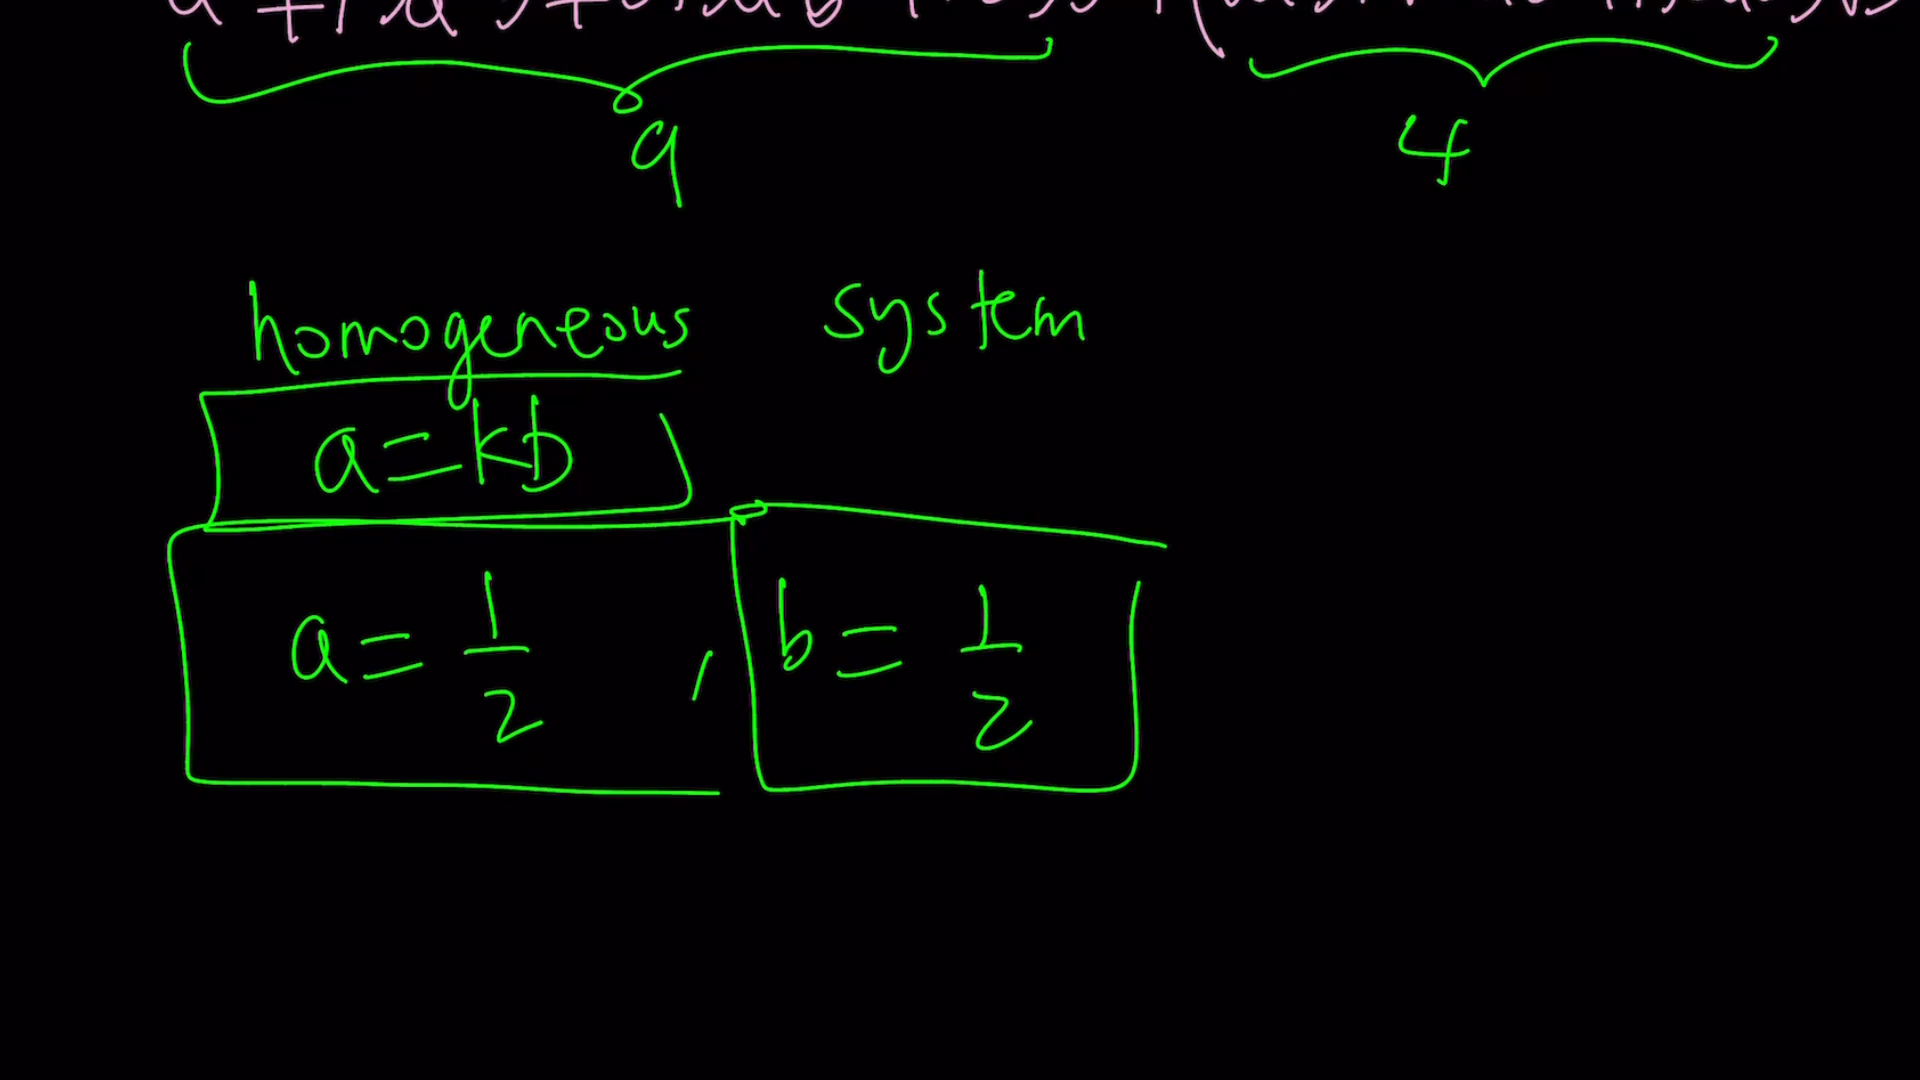 9 4
homogeneous system
a=kb
a=1/2 , b=1/2